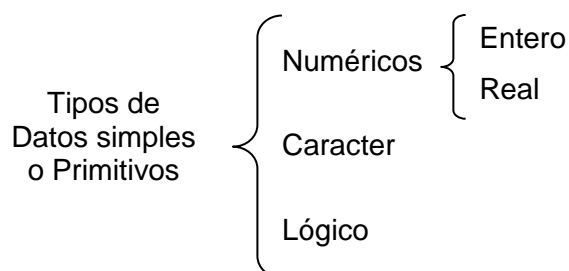 Tipos de
Datos simples
o Primitivos
Numéricos
Entero
Real
Caracter
Lógico